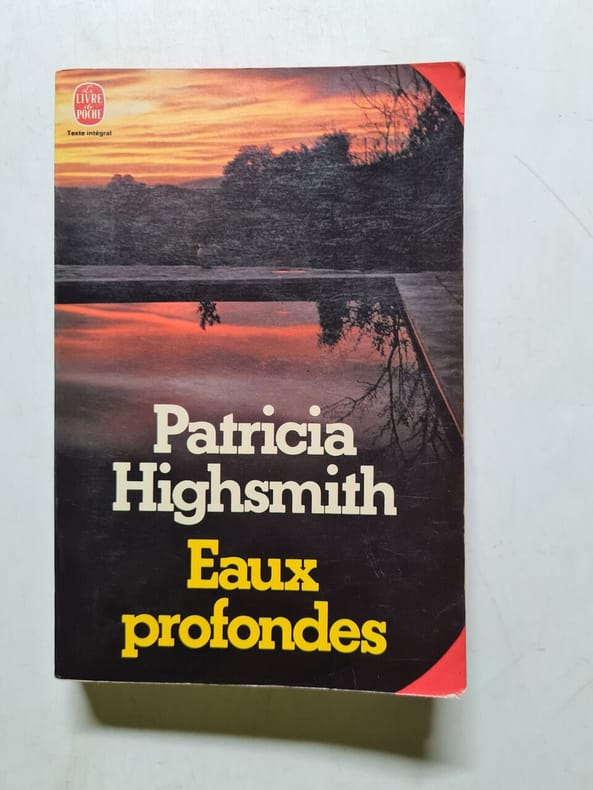 Le
LIVRE
de
POCHE
Texte intégral
Patricia
Highsmith
Eaux
profondes